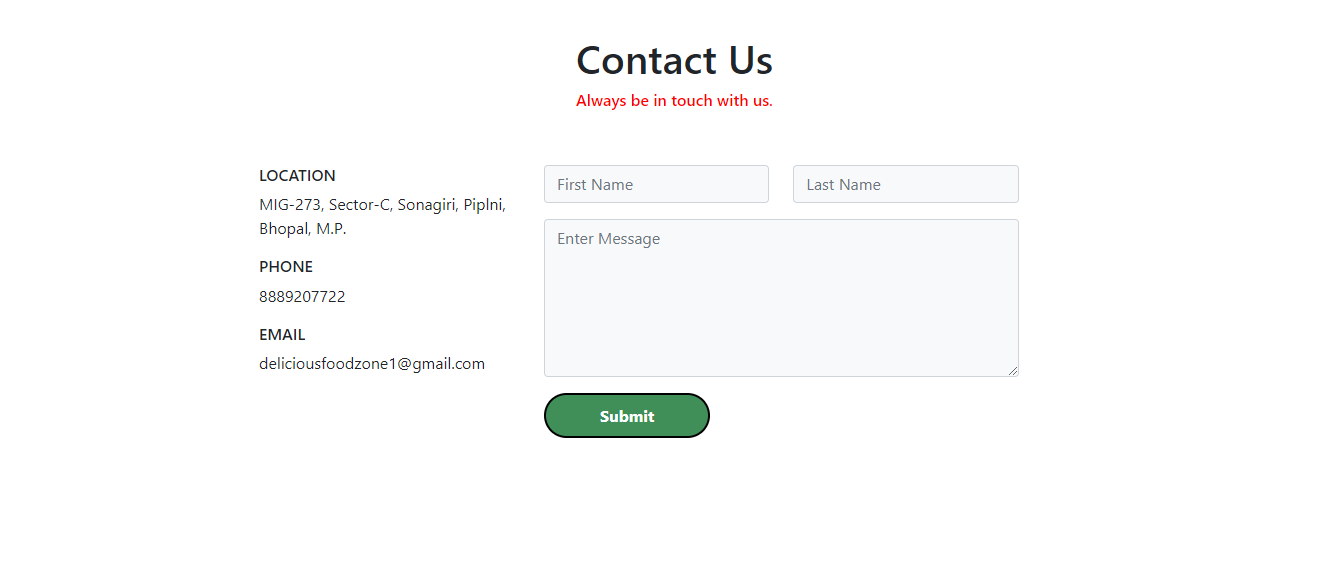 Contact Us
Always be in touch with us.
LOCATION
MIG-273, Sector-C, Sonagiri, Piplni,
Bhopal, M.P.
PHONE
8889207722
EMAIL
deliciousfoodzone1@gmail.com
First Name
Last Name
Enter Message
Submit